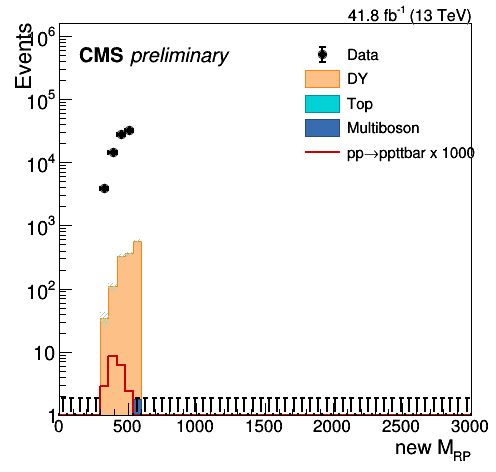 41.8 fb⁻¹ (13 TeV)
Events
CMS preliminary
Data
DY
Top
Multiboson
pp→ppttbar x 1000
10⁶
10⁵
10⁴
10³
10²
10
1
0 500 1000 1500 2000 2500 3000
new M_RP